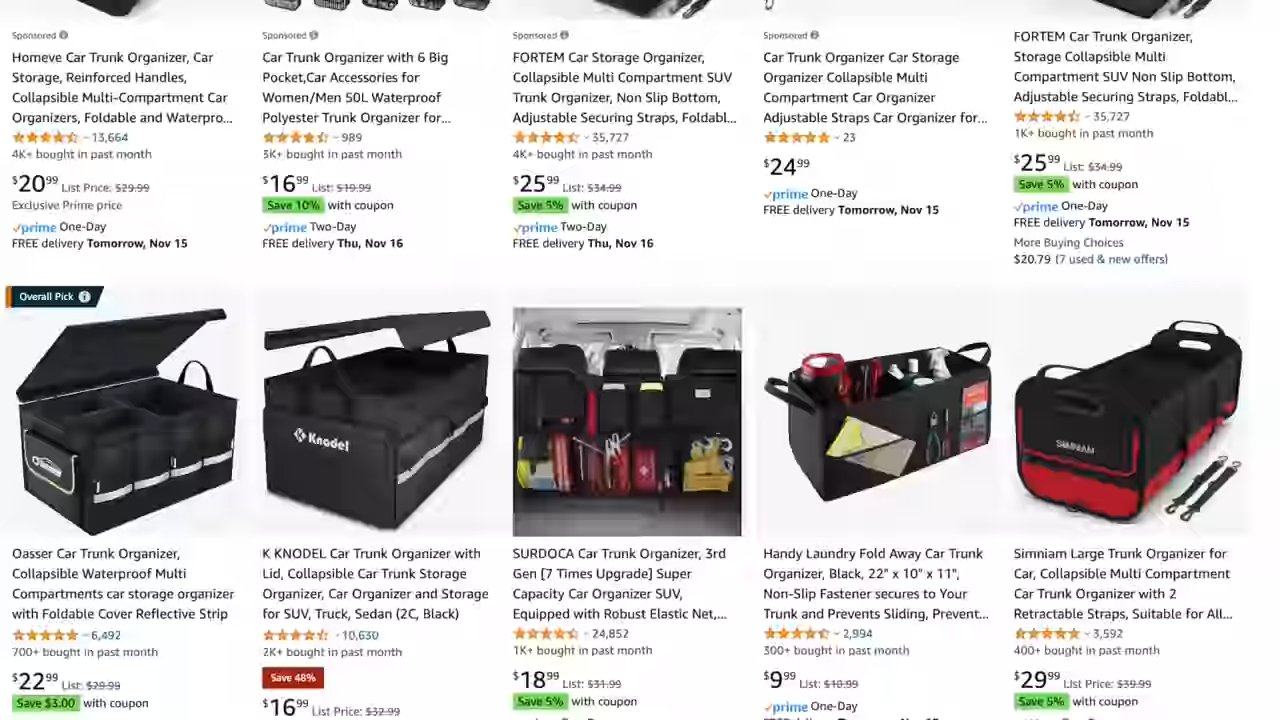 Sponsored
Homeve Car Trunk Organizer, Car
Storage, Reinforced Handles,
Collapsible Multi-Compartment Car
Organizers, Foldable and Waterpro...
13,664
4K+ bought in past month
$20.99 List Price: $29.99
Exclusive Prime price
prime One-Day
FREE delivery Tomorrow, Nov 15
Sponsored
Car Trunk Organizer with 6 Big
Pocket,Car Accessories for
Women/Men 50L Waterproof
Polyester Trunk Organizer for...
989
3K+ bought in past month
$16.99 List: $19.99
Save 10% with coupon
prime Two-Day
FREE delivery Thu, Nov 16
Sponsored
FORTEM Car Storage Organizer,
Collapsible Multi Compartment SUV
Trunk Organizer, Non Slip Bottom,
Adjustable Securing Straps, Foldabl...
35,727
4K+ bought in past month
$25.99 List: $34.99
Save 5% with coupon
prime Two-Day
FREE delivery Thu, Nov 16
Sponsored
Car Trunk Organizer Car Storage
Organizer Collapsible Multi
Compartment Car Organizer
Adjustable Straps Car Organizer for...
23
$24.99
prime One-Day
FREE delivery Tomorrow, Nov 15
FORTEM Car Trunk Organizer,
Storage Collapsible Multi
Compartment SUV Non Slip Bottom,
Adjustable Securing Straps, Foldabl...
35,727
1K+ bought in past month
$25.99 List: $34.99
Save 5% with coupon
prime One-Day
FREE delivery Tomorrow, Nov 15
More Buying Choices
$20.79 (7 used & new offers)
Overall Pick
Oasser Car Trunk Organizer,
Collapsible Waterproof Multi
Compartments car storage organizer
with Foldable Cover Reflective Strip
6,492
700+ bought in past month
$22.99 List: $29.99
Save $3.00 with coupon
Knodel
K KNODEL Car Trunk Organizer with
Lid, Collapsible Car Trunk Storage
Organizer, Car Organizer and Storage
for SUV, Truck, Sedan (2C, Black)
10,630
2K+ bought in past month
Save 48%
$16.99 List Price: $32.99
SURDOCA Car Trunk Organizer, 3rd
Gen [7 Times Upgrade] Super
Capacity Car Organizer SUV,
Equipped with Robust Elastic Net,...
24,852
1K+ bought in past month
$18.99 List: $31.99
Save 5% with coupon
Handy Laundry Fold Away Car Trunk
Organizer, Black, 22" x 10" x 11",
Non-Slip Fastener secures to Your
Trunk and Prevents Sliding, Prevent...
2,994
300+ bought in past month
$9.99 List: $10.99
prime One-Day
SIMNIAM
Simniam Large Trunk Organizer for
Car, Collapsible Multi Compartment
Car Trunk Organizer with 2
Retractable Straps, Suitable for All...
3,592
400+ bought in past month
$29.99 List Price: $39.99
Save 5% with coupon